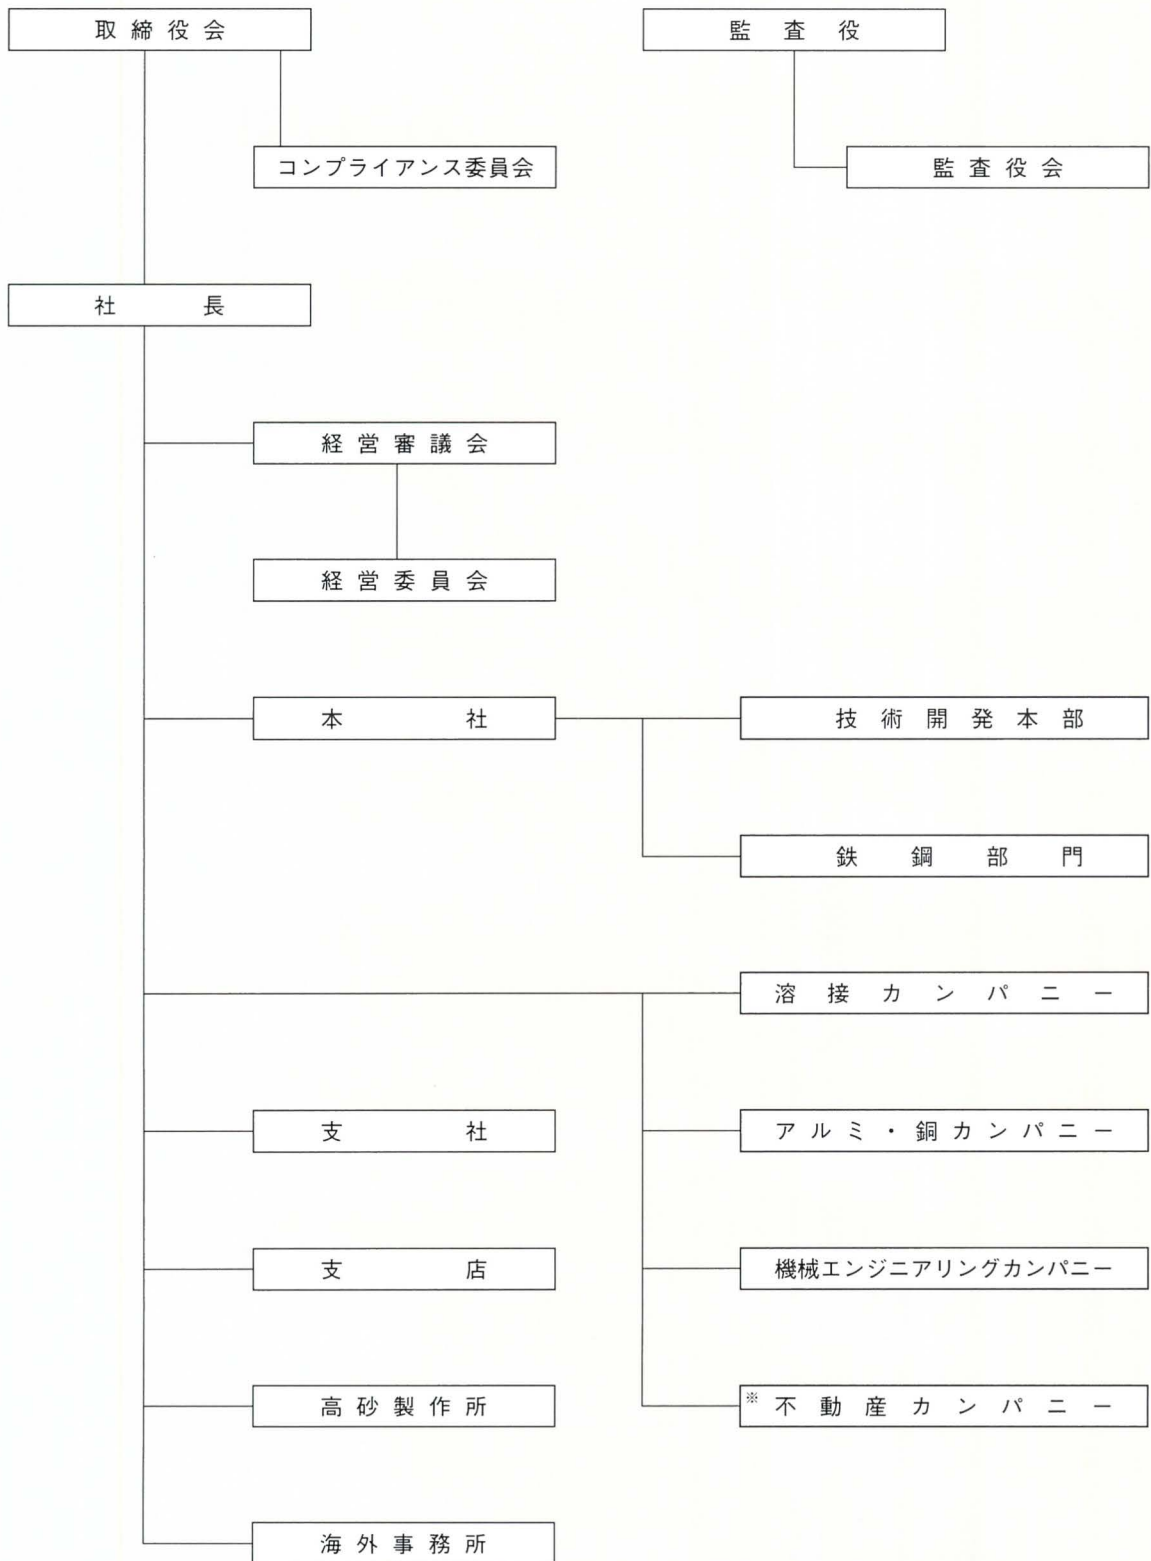 取締役会
監査役
コンプライアンス委員会
監査役会
社長
経営審議会
経営委員会
本社
技術開発本部
鉄鋼部門
溶接カンパニー
支社
アルミ・銅カンパニー
支店
機械エンジニアリングカンパニー
高砂製作所
※不動産カンパニー
海外事務所